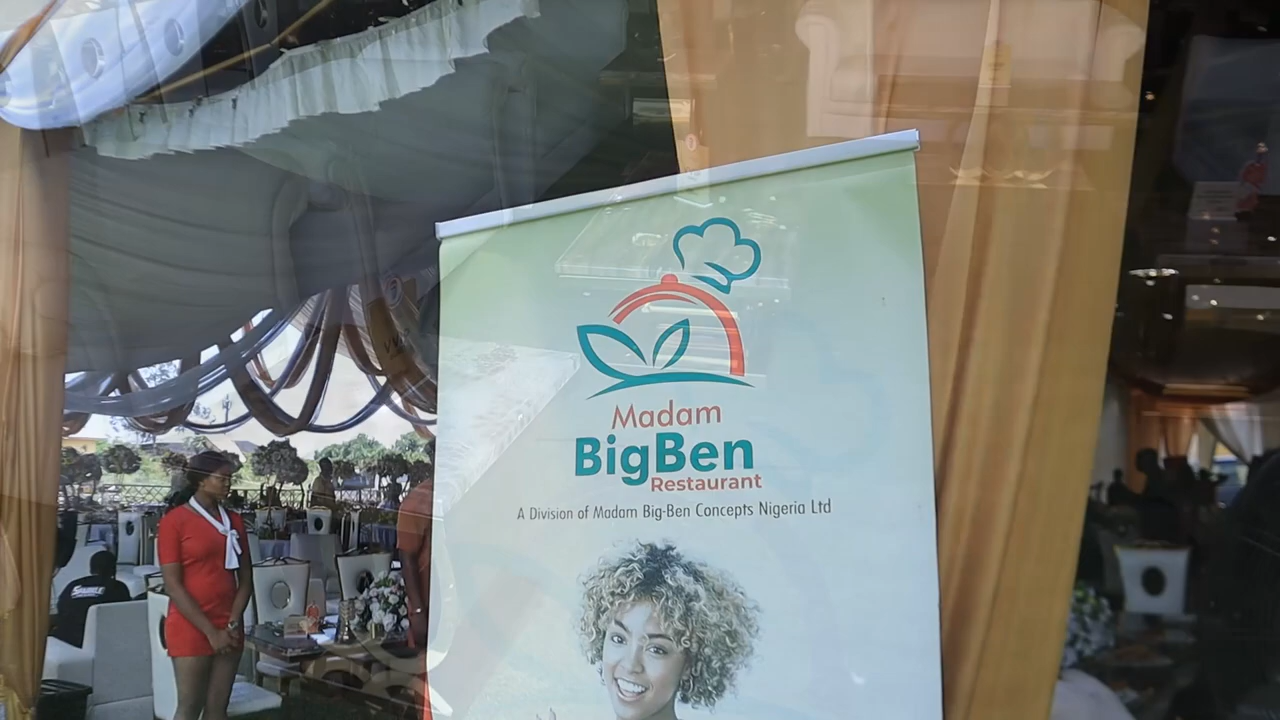 Madam
BigBen
Restaurant
A Division of Madam Big-Ben Concepts Nigeria Ltd